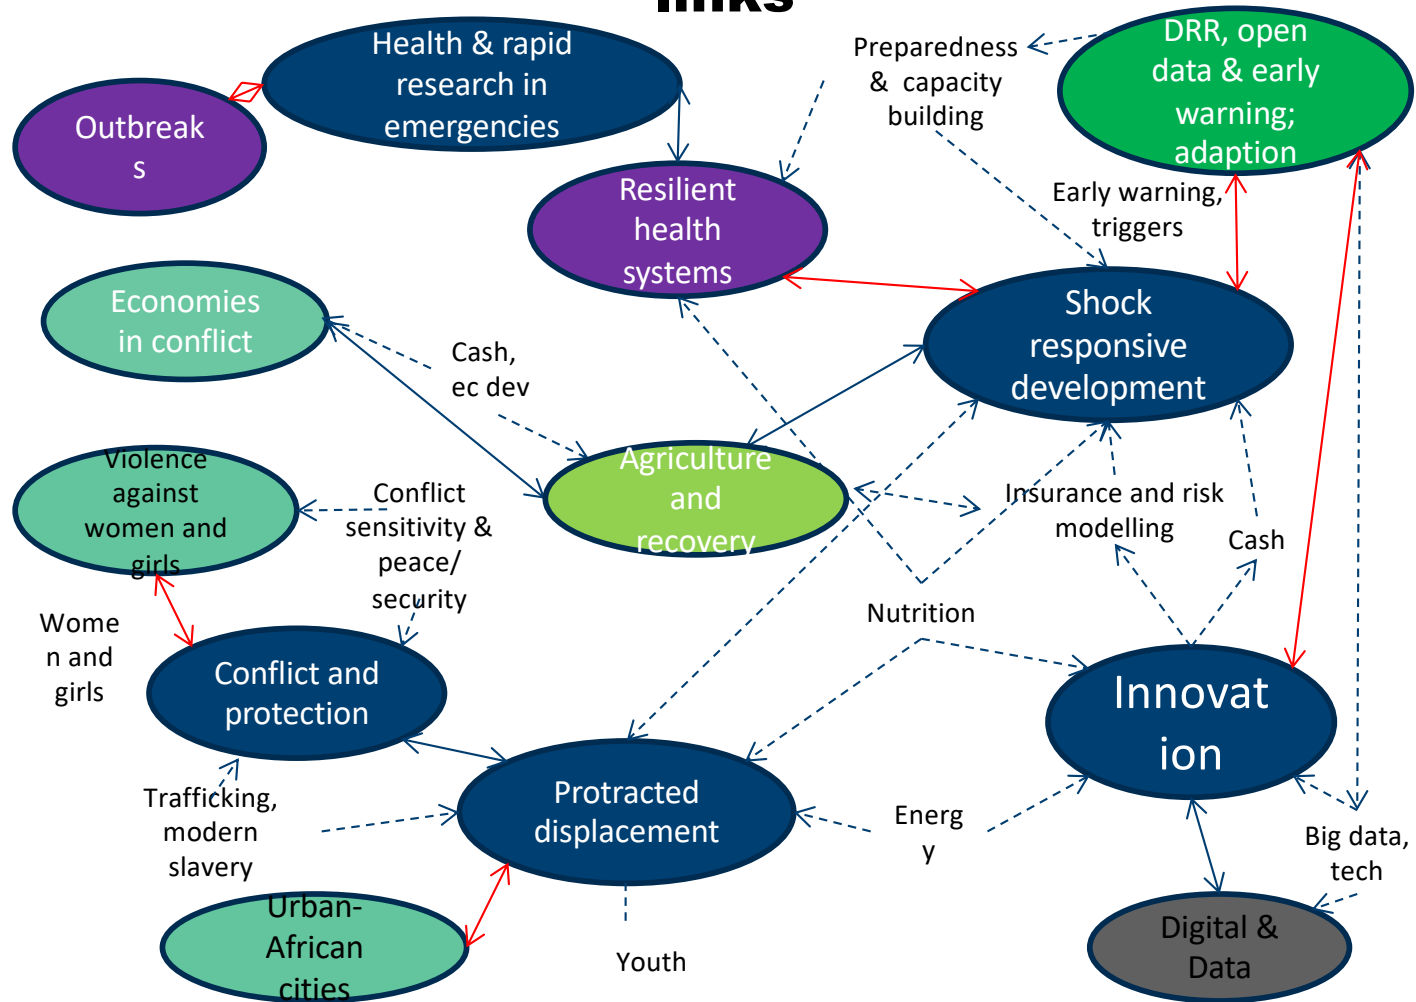 links
Health & rapid
research in
emergencies
Preparedness
& capacity
building
DRR, open
data & early
warning;
adaption
Outbreak
s
Resilient
health
systems
Early warning,
triggers
Economies
in conflict
Shock
responsive
development
Cash,
ec dev
Agriculture
and
recovery
Violence
against
women and
girls
Conflict
sensitivity &
peace/
security
Insurance and risk
modelling
Cash
Wome
n and
girls
Nutrition
Conflict and
protection
Innovat
ion
Trafficking,
modern
slavery
Protracted
displacement
Energ
y
Big data,
tech
Urban-
African
cities
Youth
Digital &
Data